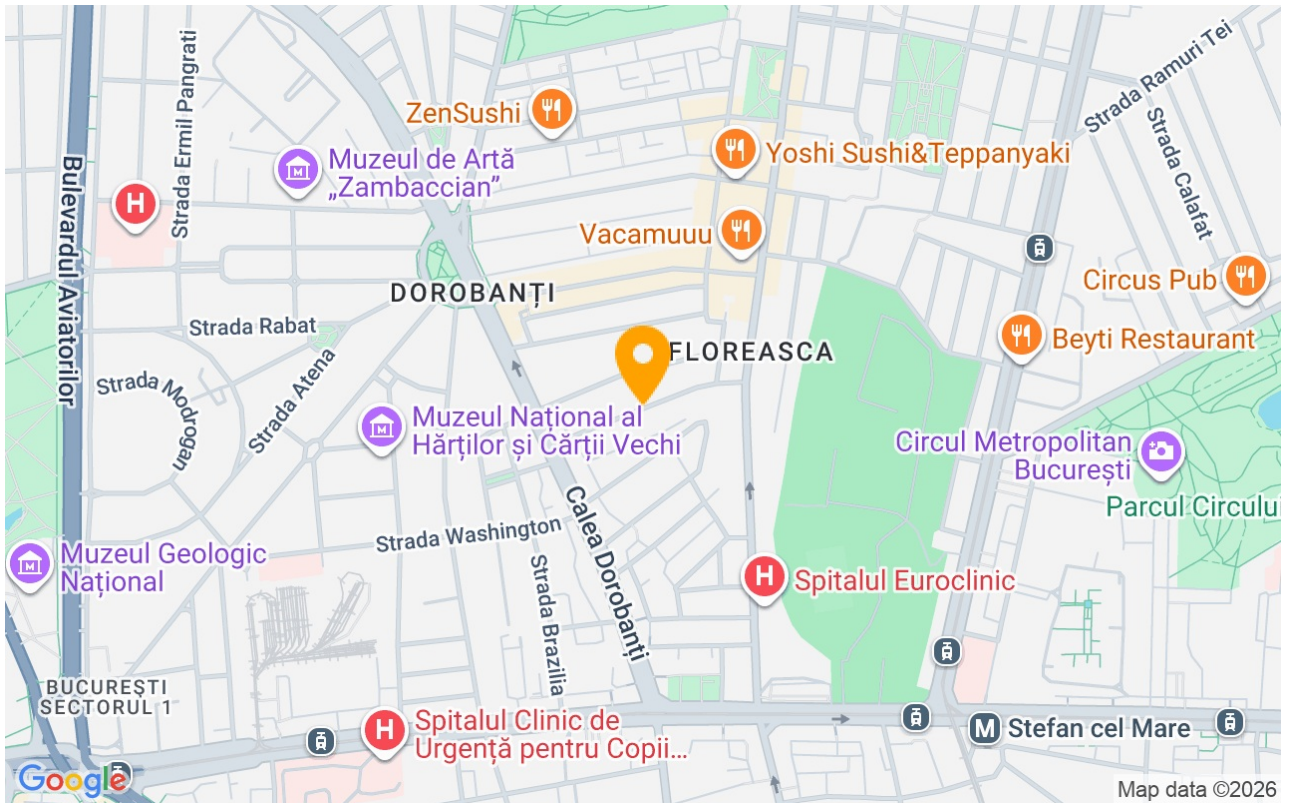 Strada Ermil Pangrati
Strada Ramuri Tei
ZenSushi
Strada Calafat
Muzeul de Artă
„Zambaccian”
Yoshi Sushi&Teppanyaki
Bulevardul Aviatorilor
H
Vacamuuu
Circus Pub
DOROBANȚI
Strada Rabat
Beyti Restaurant
FLOREASCA
Strada Atena
Strada Modrogan
Muzeul Național al
Hărților și Cărții Vechi
Circul Metropolitan
București
Parcul Circului
Calea Dorobanți
Strada Washington
Muzeul Geologic
Național
Strada Brazilia
H
Spitalul Euroclinic
BUCUREȘTI
SECTORUL 1
H
Spitalul Clinic de
Urgență pentru Copii...
M
Stefan cel Mare
Google
Map data ©2026